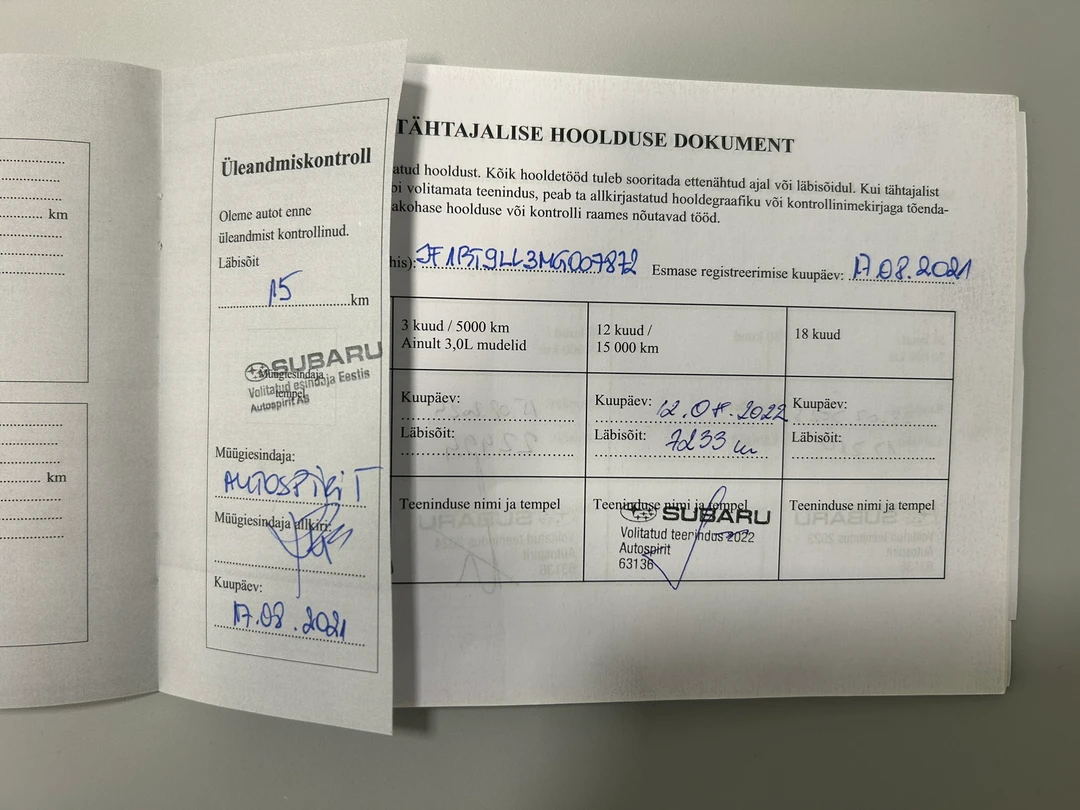 km
km
Üleandmiskontroll
Oleme autot enne
üleandmist kontrollinud.
Läbisõit
15 km
SUBARU
Müügiesindaja
tempel
Volitatud esindaja Eestis
Autospirit AS
Müügiesindaja:
AUTOSPIRIT
Müügiesindaja allkiri:
Kuupäev:
17.08.2021
TÄHTAJALISE HOOLDUSE DOKUMENT
atud hooldust. Kõik hooldetööd tuleb sooritada ettenähtud ajal või läbisõidul. Kui tähtajalist
bi volitamata teenindus, peab ta allkirjastatud hooldegraafiku või kontrollinimekirjaga tõenda-
akohase hoolduse või kontrolli raames nõutavad tööd.
his): JF1BT9LL3MG007872 Esmase registreerimise kuupäev: 17.08.2021
3 kuud / 5000 km
Ainult 3,0L mudelid
12 kuud /
15 000 km
18 kuud
Kuupäev:
Läbisõit:
Kuupäev: 12.08.2022
Läbisõit: 7233
Kuupäev:
Läbisõit:
Teeninduse nimi ja tempel
Teeninduse nimi ja tempel
SUBARU
Volitatud teenindus 2022
Autospirit
63136
Teeninduse nimi ja tempel